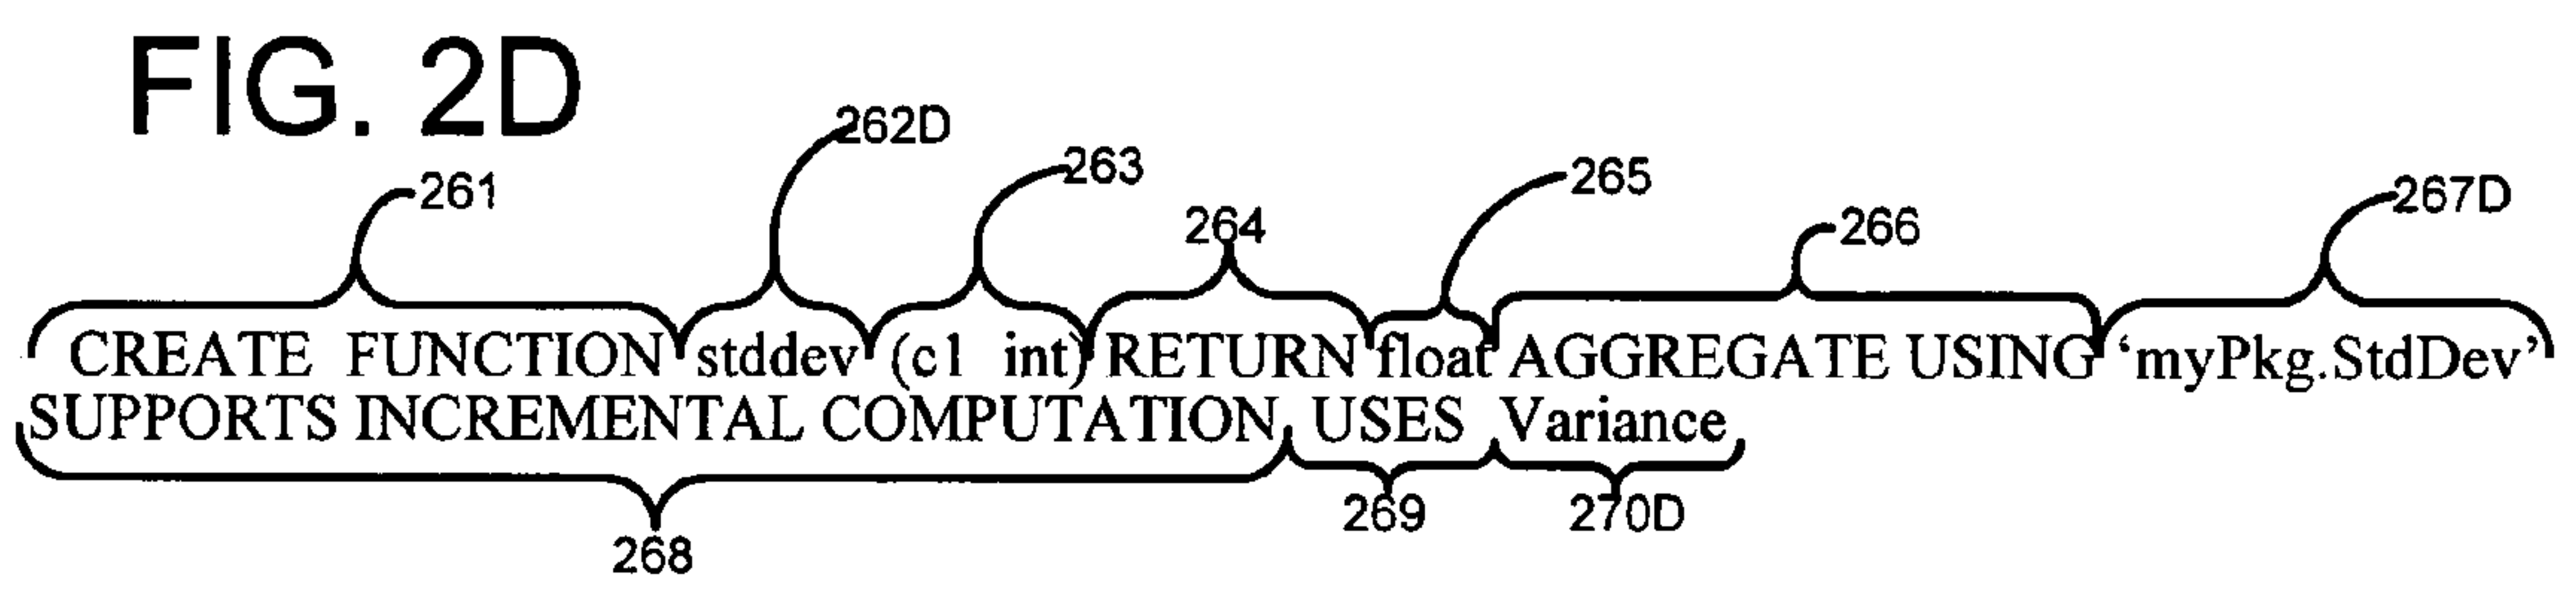 FIG. 2D
262D
263
261
265
264
266
267D
CREATE FUNCTION stddev (c1 int) RETURN float AGGREGATE USING ‘myPkg.StdDev’
SUPPORTS INCREMENTAL COMPUTATION USES Variance
269
270D
268